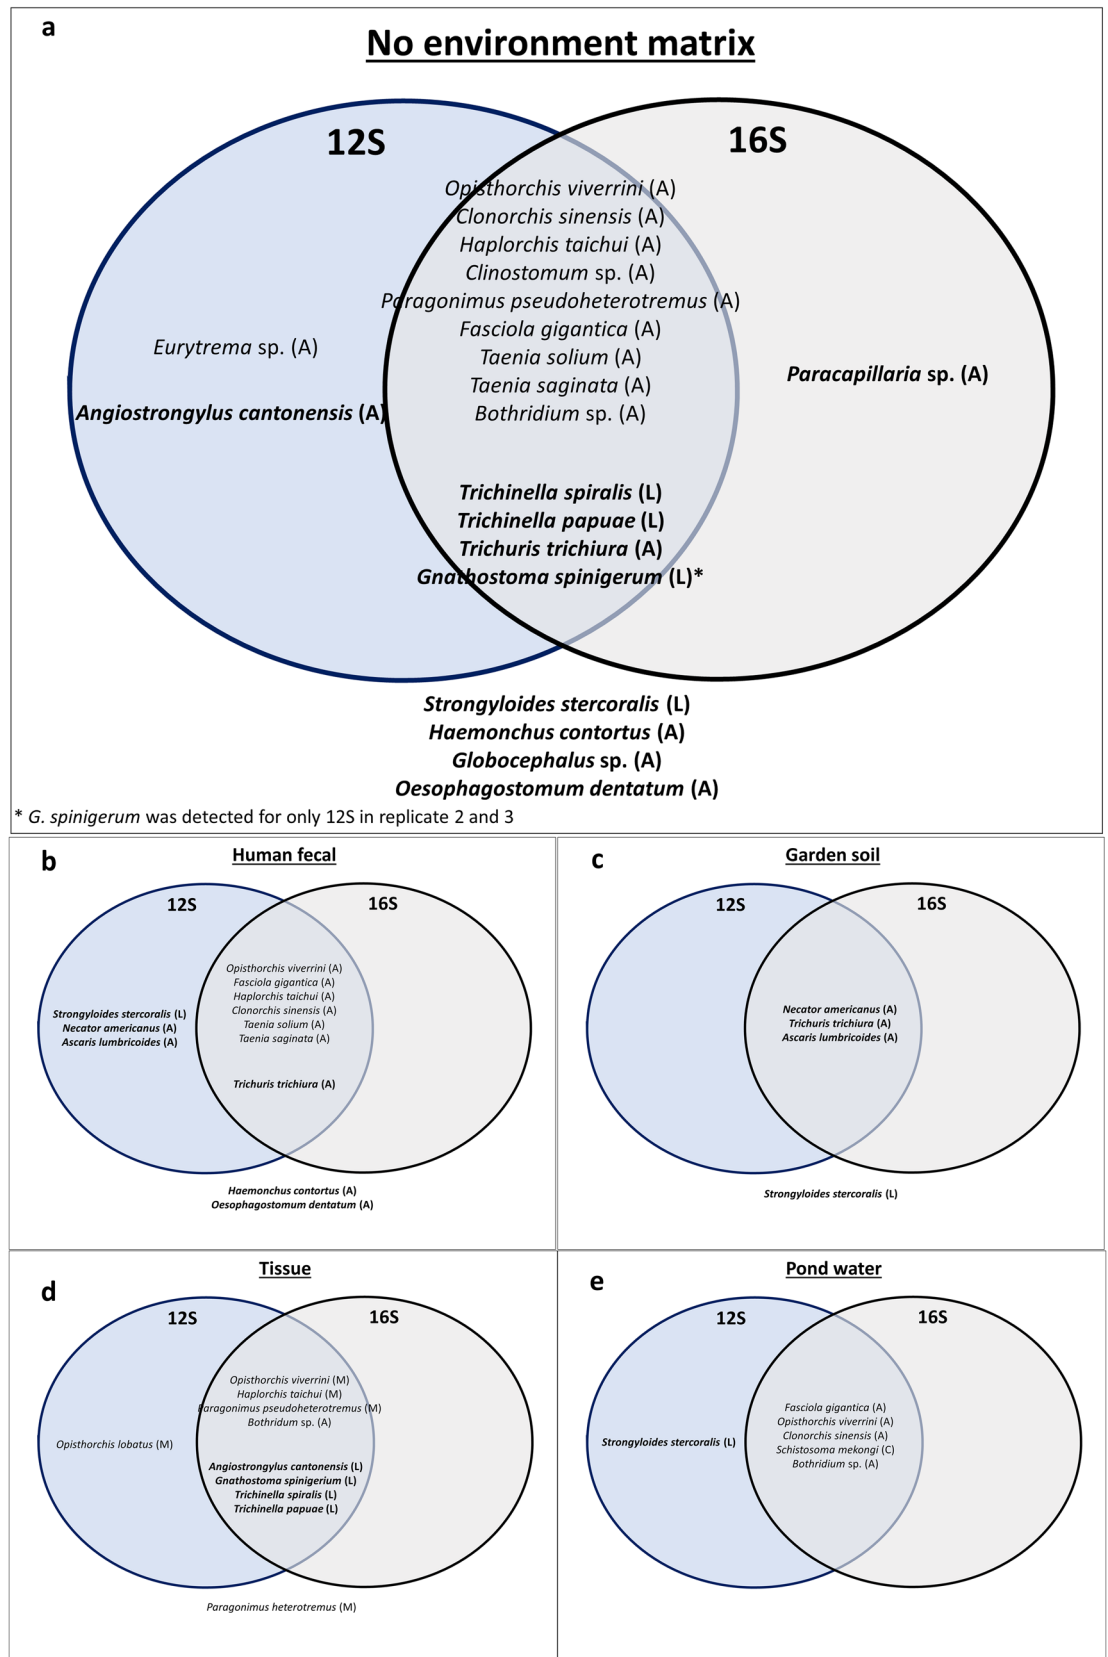 a
No environment matrix
12S
16S
Opisthorchis viverrini (A)
Clonorchis sinensis (A)
Haplorchis taichui (A)
Clinostomum sp. (A)
Paragonimus pseudoheterotremus (A)
Fasciola gigantica (A)
Taenia solium (A)
Taenia saginata (A)
Bothridium sp. (A)
Eurytrema sp. (A)
Angiostrongylus cantonensis (A)
Paracapillaria sp. (A)
Trichinella spiralis (L)
Trichinella papuae (L)
Trichuris trichiura (A)
Gnathostoma spinigerum (L)*
Strongyloides stercoralis (L)
Haemonchus contortus (A)
Globocephalus sp. (A)
Oesophagostomum dentatum (A)
* G. spinigerum was detected for only 12S in replicate 2 and 3
b
Human fecal
12S
16S
Opisthorchis viverrini (A)
Fasciola gigantica (A)
Haplorchis taichui (A)
Clonorchis sinensis (A)
Taenia solium (A)
Taenia saginata (A)
Strongyloides stercoralis (L)
Necator americanus (A)
Ascaris lumbricoides (A)
Trichuris trichiura (A)
Haemonchus contortus (A)
Oesophagostomum dentatum (A)
c
Garden soil
12S
16S
Necator americanus (A)
Trichuris trichiura (A)
Ascaris lumbricoides (A)
Strongyloides stercoralis (L)
d
Tissue
12S
16S
Opisthorchis viverrini (M)
Haplorchis taichui (M)
Paragonimus pseudoheterotremus (M)
Bothridum sp. (A)
Opisthorchis lobatus (M)
Angiostrongylus cantonensis (L)
Gnathostoma spinigerium (L)
Trichinella spiralis (L)
Trichinella papuae (L)
Paragonimus heterotremus (M)
e
Pond water
12S
16S
Fasciola gigantica (A)
Opisthorchis viverrini (A)
Clonorchis sinensis (A)
Schistosoma mekongi (C)
Bothridium sp. (A)
Strongyloides stercoralis (L)